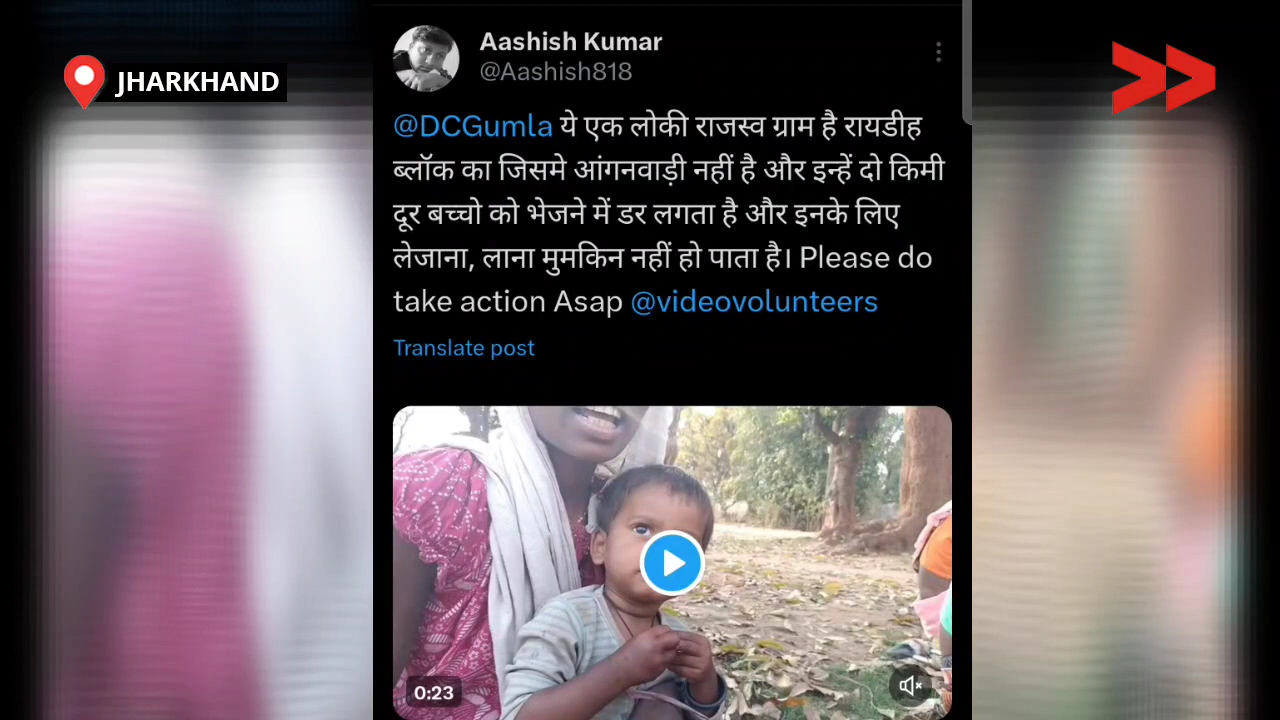 JHARKHAND
Aashish Kumar
@Aashish818
@DCGumla ये एक लोकी राजस्व ग्राम है रायडीह
ब्लॉक का जिसमे आंगनवाड़ी नहीं है और इन्हें दो किमी
दूर बच्चो को भेजने में डर लगता है और इनके लिए
लेजाना, लाना मुमकिन नहीं हो पाता है। Please do
take action Asap @videovolunteers
Translate post
0:23